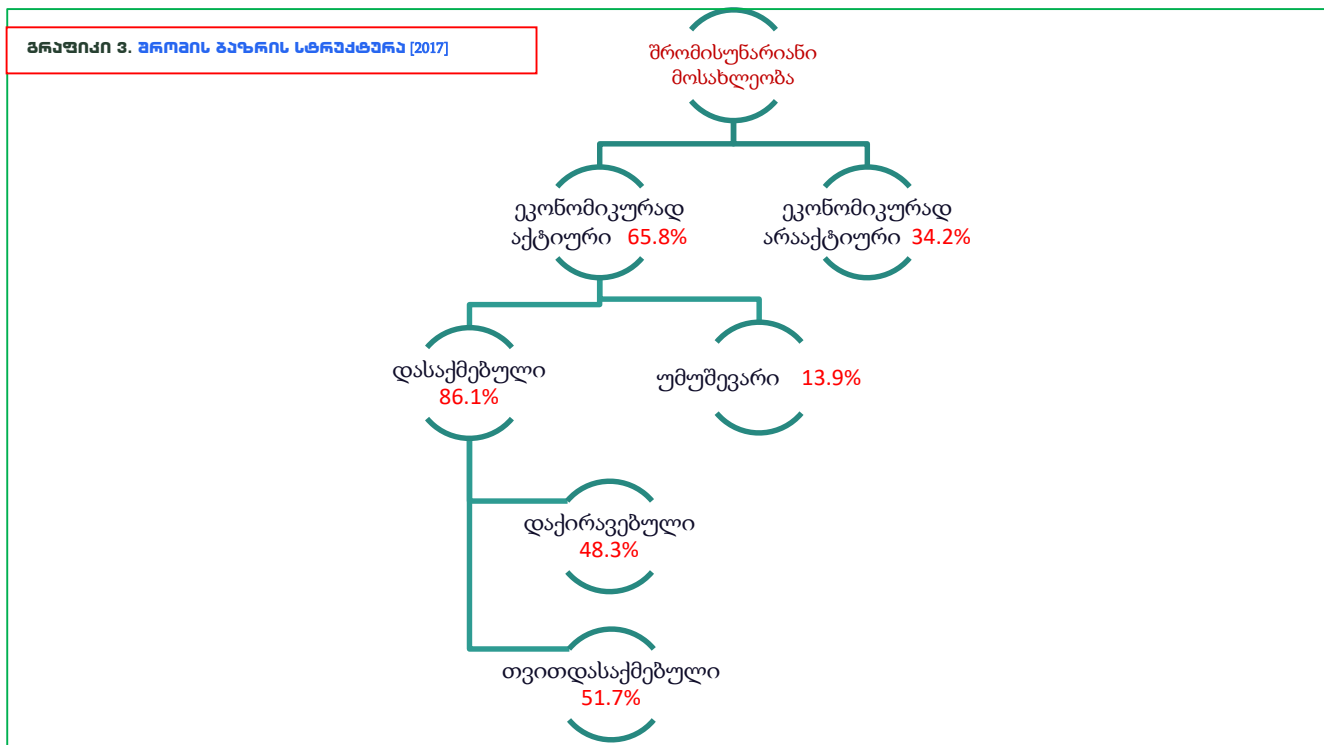 გრაფიკი 3. შრომის ბაზრის სტრუქტურა [2017]
შრომისუნარიანი
მოსახლეობა
ეკონომიკურად
აქტიური 65.8%
ეკონომიკურად
არააქტიური 34.2%
დასაქმებული
86.1%
უმუშევარი 13.9%
დაქირავებული
48.3%
თვითდასაქმებული
51.7%